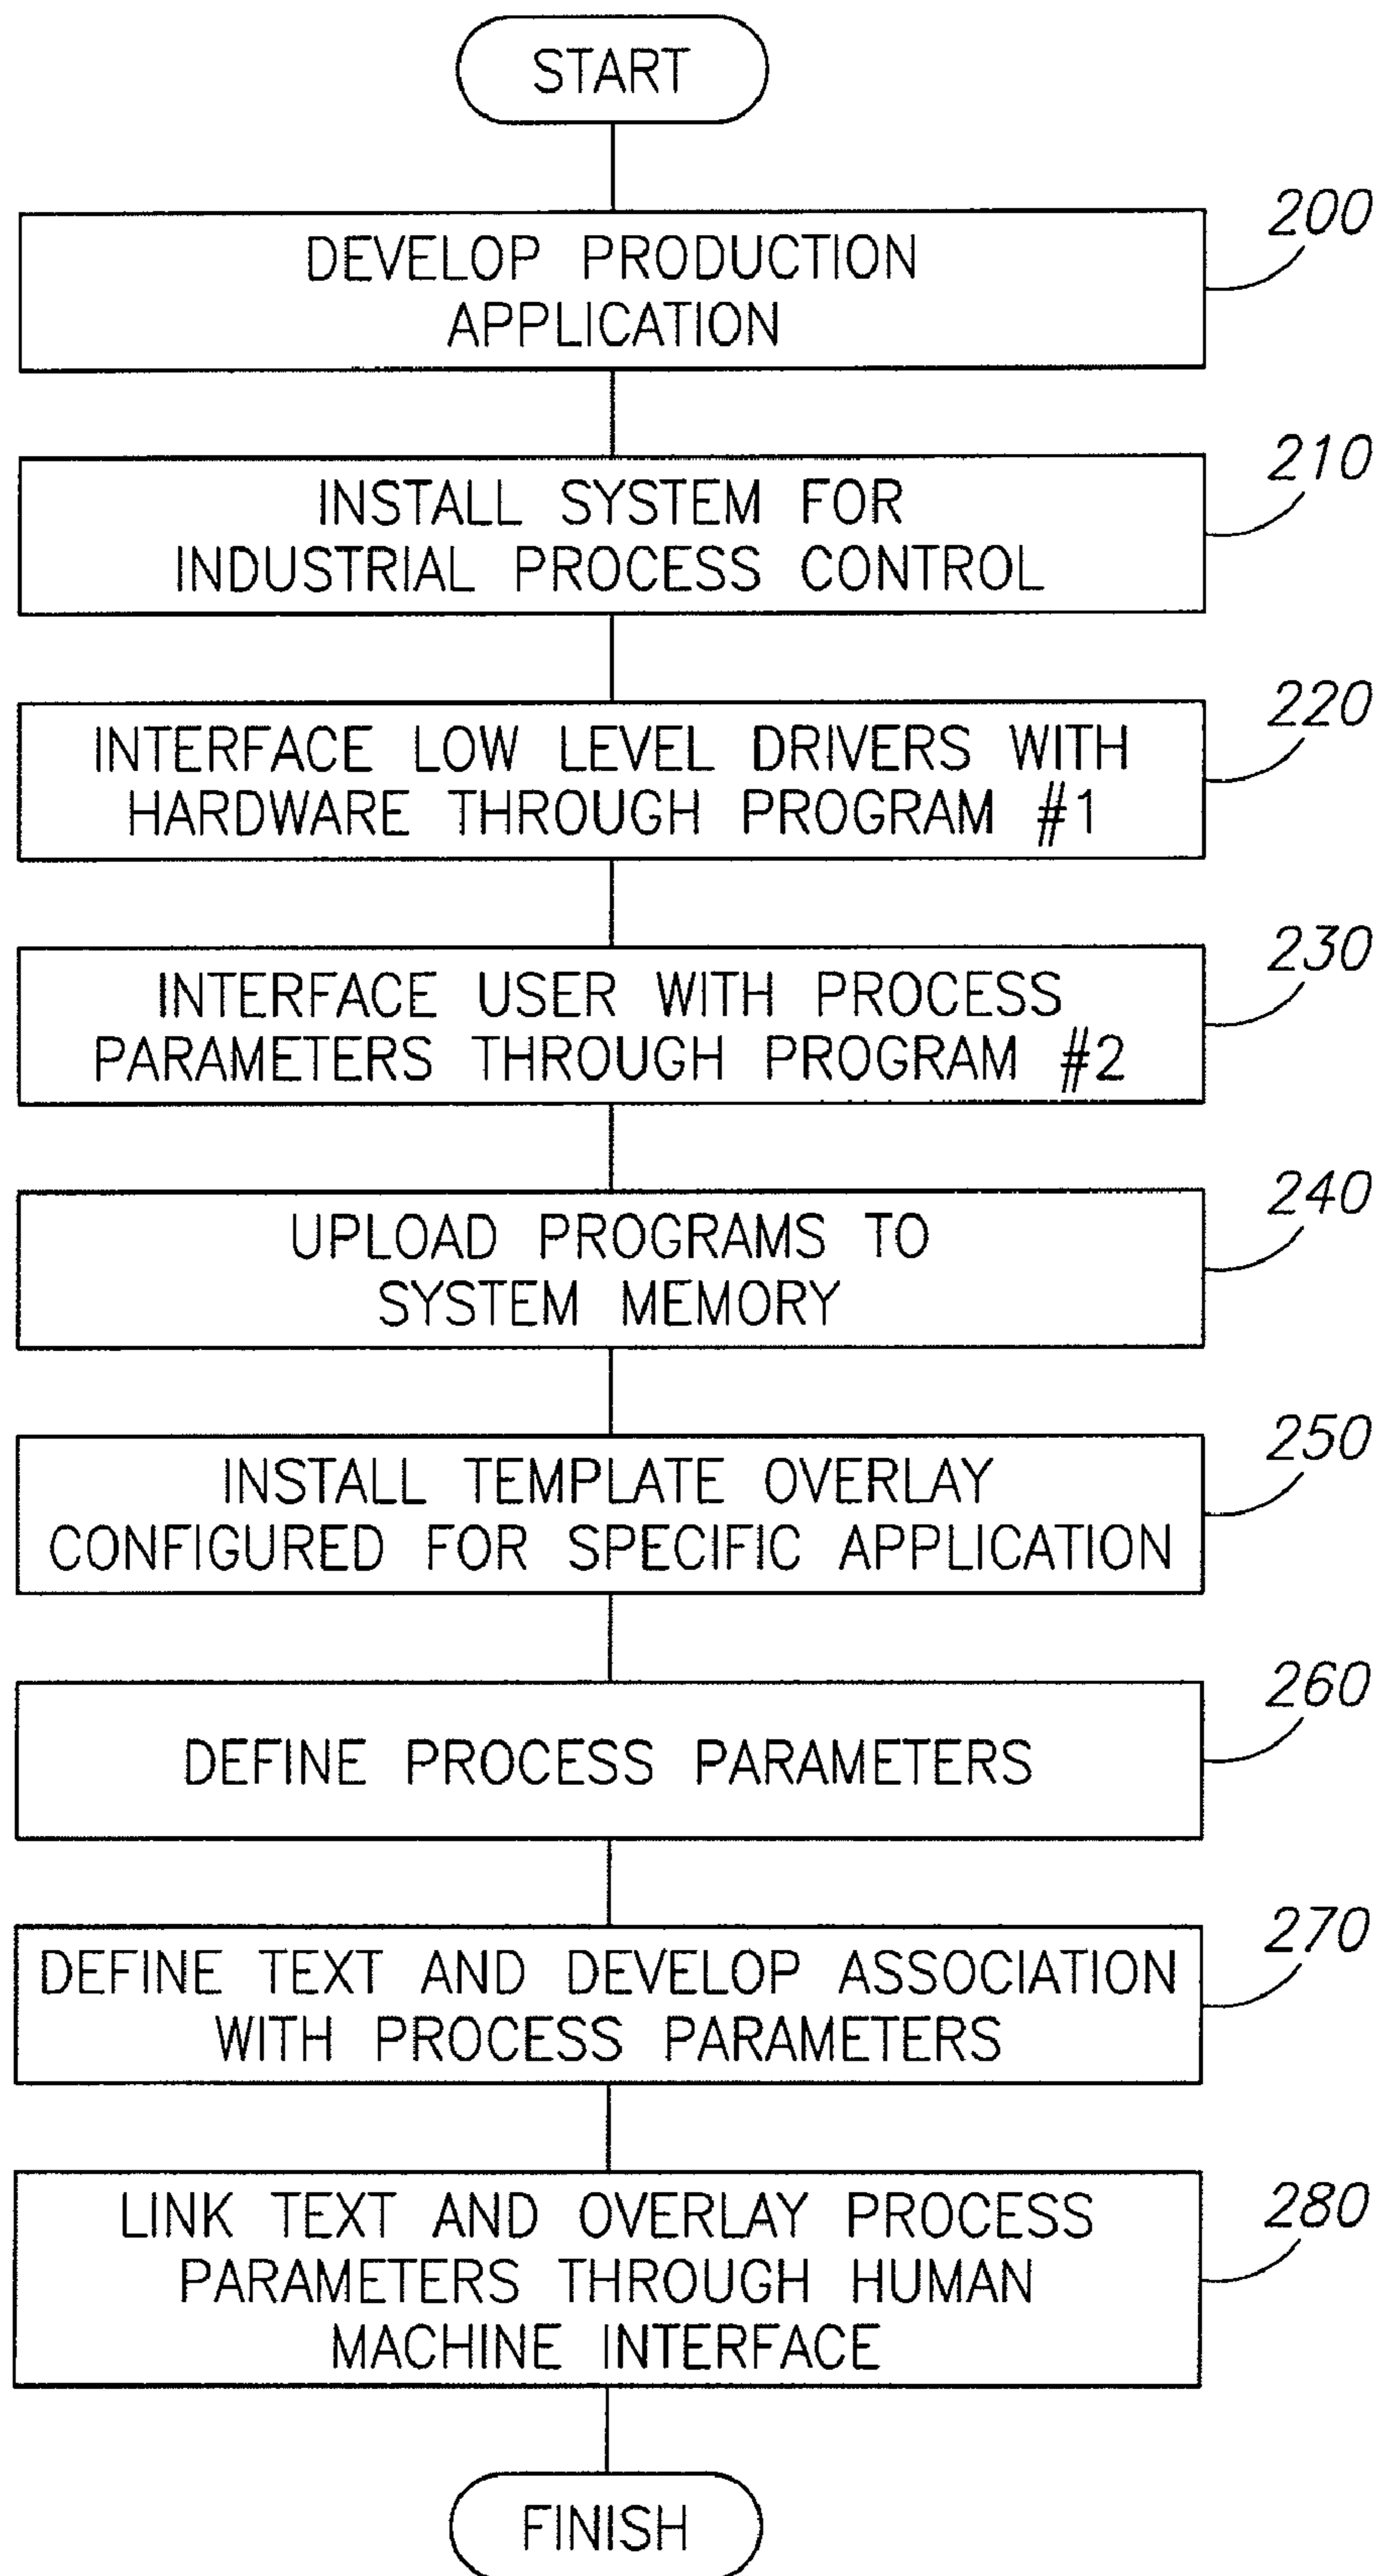 START
200
DEVELOP PRODUCTION
APPLICATION
210
INSTALL SYSTEM FOR
INDUSTRIAL PROCESS CONTROL
220
INTERFACE LOW LEVEL DRIVERS WITH
HARDWARE THROUGH PROGRAM #1
230
INTERFACE USER WITH PROCESS
PARAMETERS THROUGH PROGRAM #2
240
UPLOAD PROGRAMS TO
SYSTEM MEMORY
250
INSTALL TEMPLATE OVERLAY
CONFIGURED FOR SPECIFIC APPLICATION
260
DEFINE PROCESS PARAMETERS
270
DEFINE TEXT AND DEVELOP ASSOCIATION
WITH PROCESS PARAMETERS
280
LINK TEXT AND OVERLAY PROCESS
PARAMETERS THROUGH HUMAN
MACHINE INTERFACE
FINISH